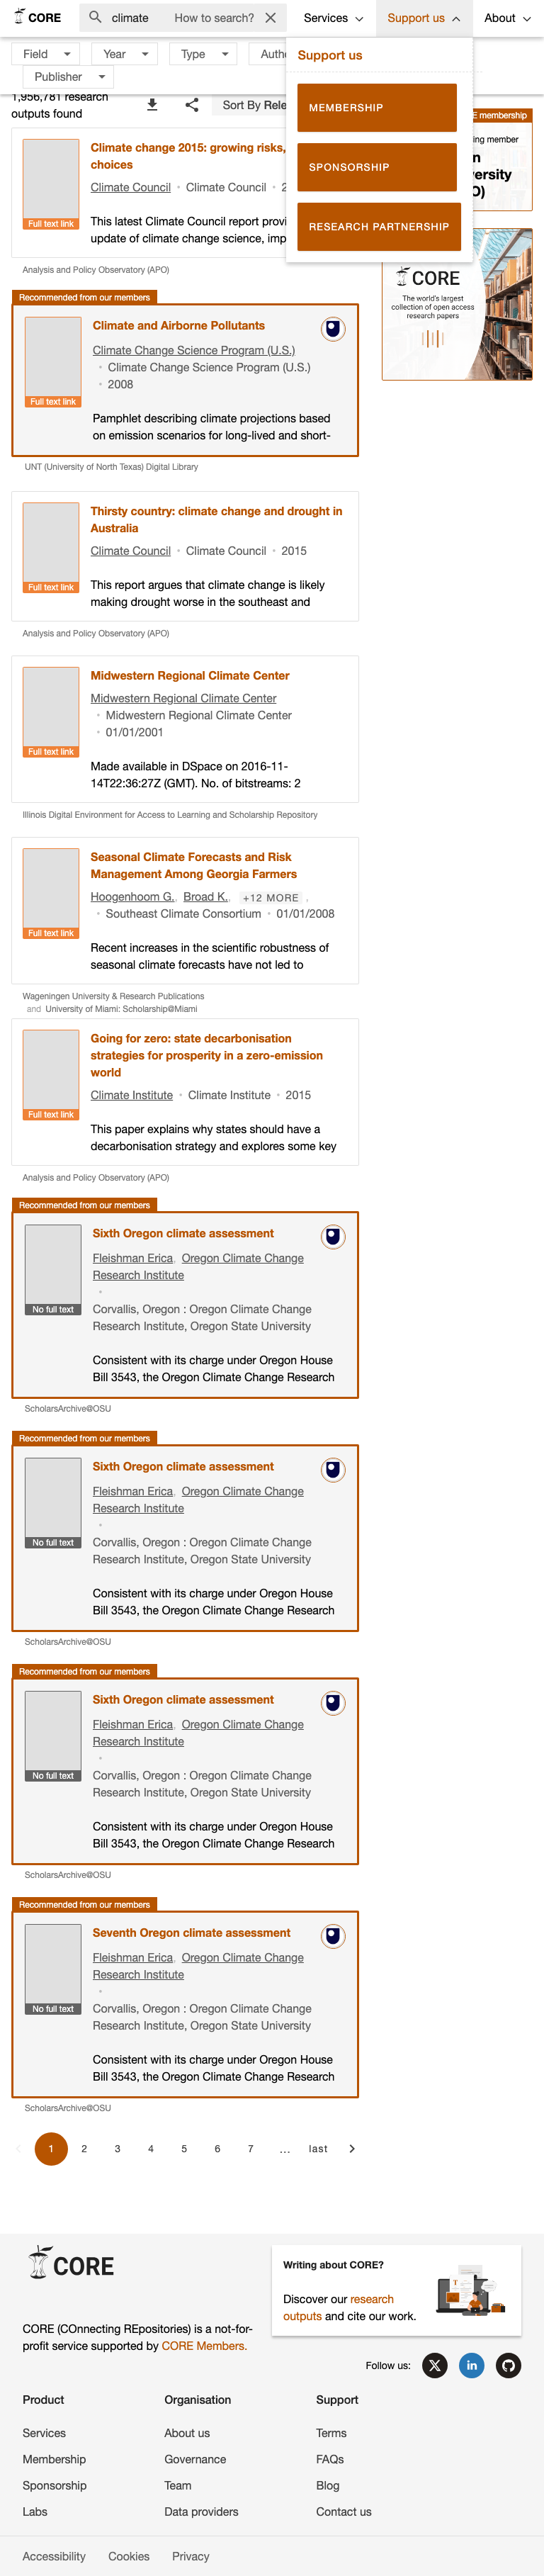 CORE
climate
How to search?
Services
Support us
About
Field
Year
Type
Publisher
Support us
MEMBERSHIP
SPONSORSHIP
RESEARCH PARTNERSHIP
1,956,781 research
outputs found
Sort By
membership
member
CORE
The world's largest
collection of open access
research papers
Climate change 2015: growing risks,
choices
Climate Council • Climate Council •
Full text link
This latest Climate Council report
update of climate change science,
Analysis and Policy Observatory (APO)
Recommended from our members
Climate and Airborne Pollutants
Climate Change Science Program (U.S.)
• Climate Change Science Program (U.S.)
• 2008
Full text link
Pamphlet describing climate projections based
on emission scenarios for long-lived and short-
UNT (University of North Texas) Digital Library
Thirsty country: climate change and drought in
Australia
Climate Council • Climate Council • 2015
Full text link
This report argues that climate change is likely
making drought worse in the southeast and
Analysis and Policy Observatory (APO)
Midwestern Regional Climate Center
Midwestern Regional Climate Center
• Midwestern Regional Climate Center
• 01/01/2001
Full text link
Made available in DSpace on 2016-11-
14T22:36:27Z (GMT). No. of bitstreams: 2
Illinois Digital Environment for Access to Learning and Scholarship Repository
Seasonal Climate Forecasts and Risk
Management Among Georgia Farmers
Hoogenhoom G., Broad K., +12 MORE ,
• Southeast Climate Consortium • 01/01/2008
Full text link
Recent increases in the scientific robustness of
seasonal climate forecasts have not led to
Wageningen University & Research Publications
and University of Miami: Scholarship@Miami
Going for zero: state decarbonisation
strategies for prosperity in a zero-emission
world
Climate Institute • Climate Institute • 2015
Full text link
This paper explains why states should have a
decarbonisation strategy and explores some key
Analysis and Policy Observatory (APO)
Recommended from our members
Sixth Oregon climate assessment
Fleishman Erica, Oregon Climate Change
Research Institute
•
Corvallis, Oregon : Oregon Climate Change
No full text
Research Institute, Oregon State University
Consistent with its charge under Oregon House
Bill 3543, the Oregon Climate Change Research
ScholarsArchive@OSU
Recommended from our members
Sixth Oregon climate assessment
Fleishman Erica, Oregon Climate Change
Research Institute
•
Corvallis, Oregon : Oregon Climate Change
No full text
Research Institute, Oregon State University
Consistent with its charge under Oregon House
Bill 3543, the Oregon Climate Change Research
ScholarsArchive@OSU
Recommended from our members
Sixth Oregon climate assessment
Fleishman Erica, Oregon Climate Change
Research Institute
•
Corvallis, Oregon : Oregon Climate Change
No full text
Research Institute, Oregon State University
Consistent with its charge under Oregon House
Bill 3543, the Oregon Climate Change Research
ScholarsArchive@OSU
Recommended from our members
Seventh Oregon climate assessment
Fleishman Erica, Oregon Climate Change
Research Institute
•
Corvallis, Oregon : Oregon Climate Change
No full text
Research Institute, Oregon State University
Consistent with its charge under Oregon House
Bill 3543, the Oregon Climate Change Research
ScholarsArchive@OSU
1 2 3 4 5 6 7 ... last
CORE
Writing about CORE?
Discover our research
outputs and cite our work.
CORE (COnnecting REpositories) is a not-for-
profit service supported by CORE Members.
Follow us:
Product
Organisation
Support
Services
About us
Terms
Membership
Governance
FAQs
Sponsorship
Team
Blog
Labs
Data providers
Contact us
Accessibility
Cookies
Privacy